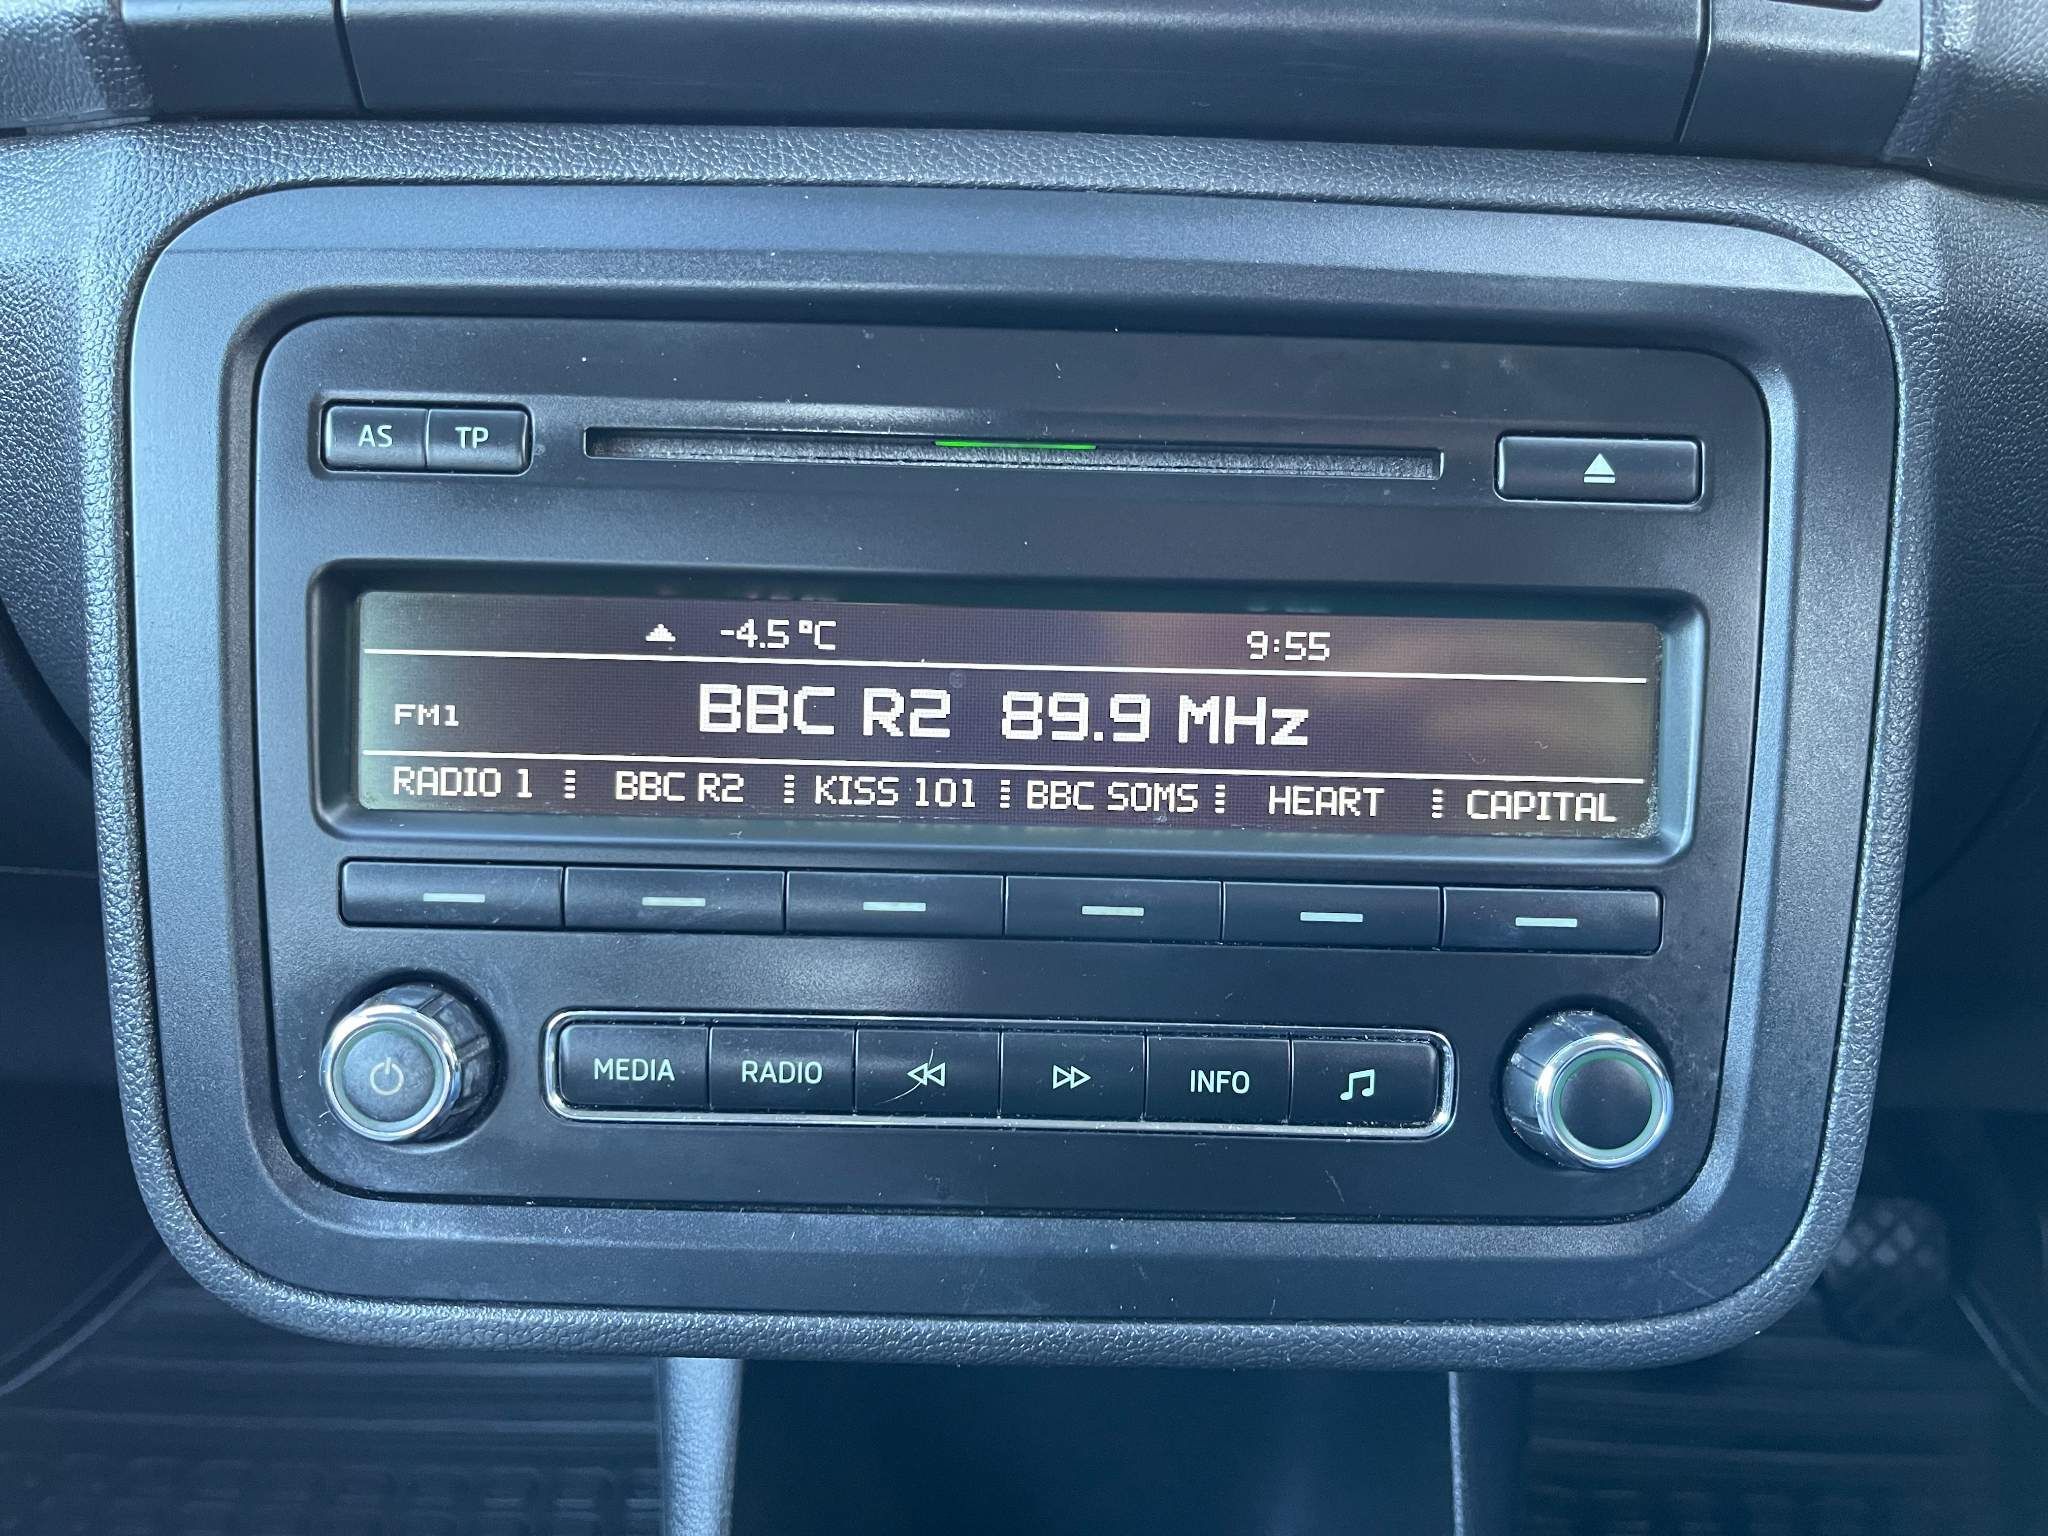 AS TP
-4.5°C 9:55
FM1 BBC R2 89.9 MHz
RADIO 1 BBC R2 KISS 101 BBC SOMS HEART CAPITAL
MEDIA RADIO INFO